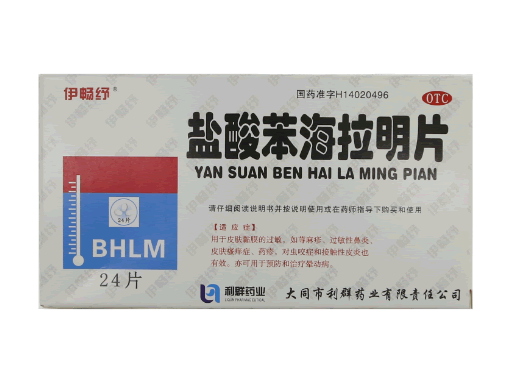 伊畅纾®
国药准字H14020496
OTC
盐酸苯海拉明片
YAN SUAN BEN HAI LA MING PIAN
请仔细阅读说明书并按说明使用或在药师指导下购买和使用
【适应症】
用于皮肤黏膜的过敏，如荨麻疹、过敏性鼻炎、
皮肤瘙痒症、药疹，对虫咬症和接触性皮炎也
有效。亦可用于预防和治疗晕动病。
24片
BHLM
24片
利群药业
大同市利群药业有限责任公司